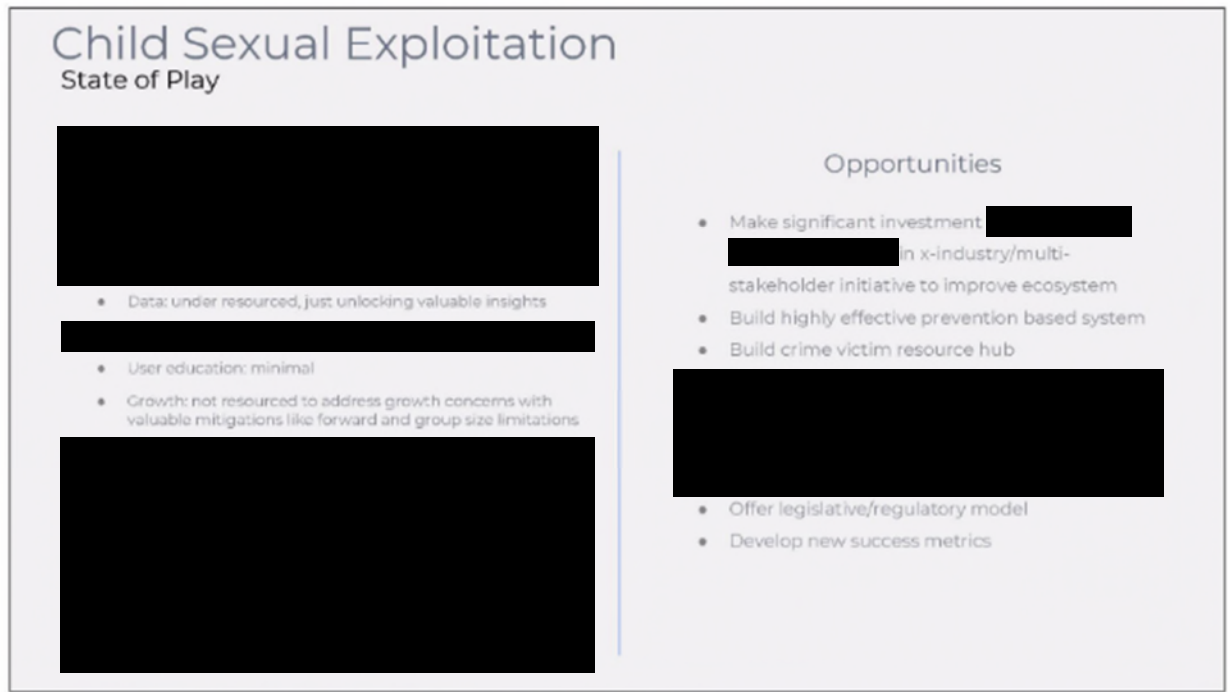 Child Sexual Exploitation
State of Play
• Data: under resourced, just unlocking valuable insights
• User education: minimal
• Growth: not resourced to address growth concerns with
valuable mitigations like forward and group size limitations
Opportunities
• Make significant investment
in x-industry/multi-
stakeholder initiative to improve ecosystem
• Build highly effective prevention based system
• Build crime victim resource hub
• Offer legislative/regulatory model
• Develop new success metrics